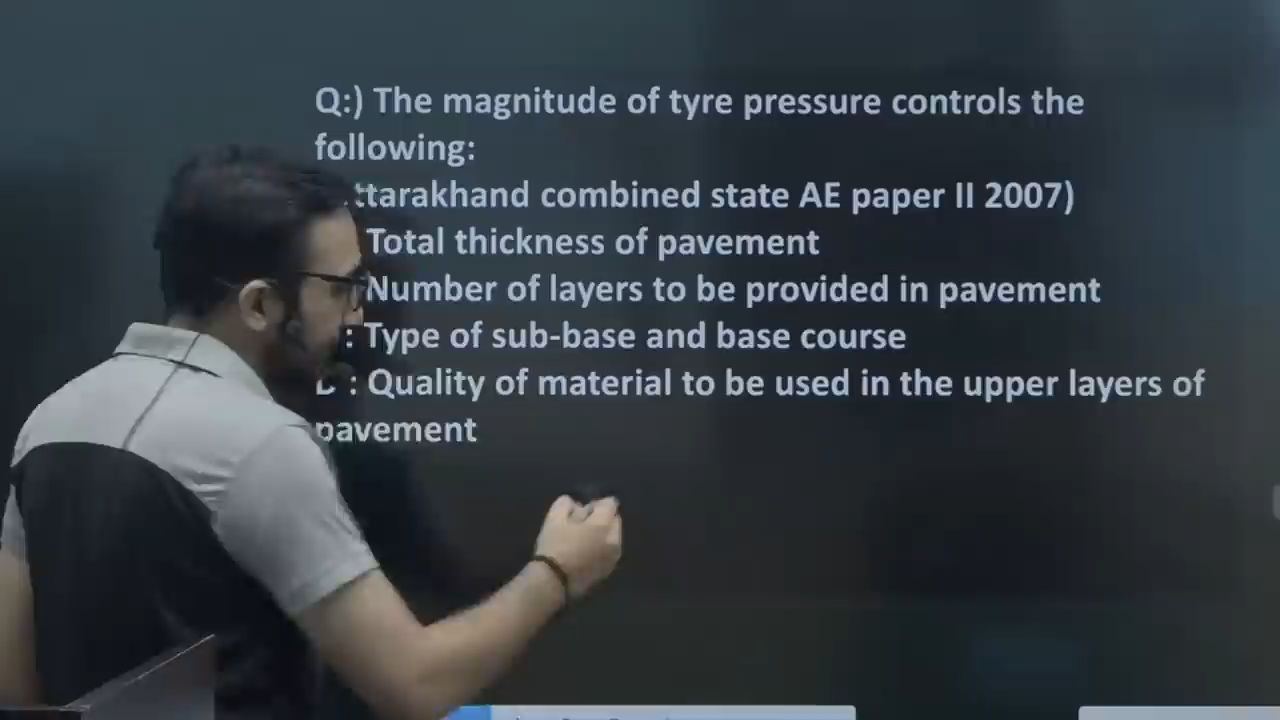 Q:) The magnitude of tyre pressure controls the
following:
combined state AE paper II 2007)
Total thickness of pavement
Number of layers to be provided in pavement
: Type of sub-base and base course
D : Quality of material to be used in the upper layers of
pavement